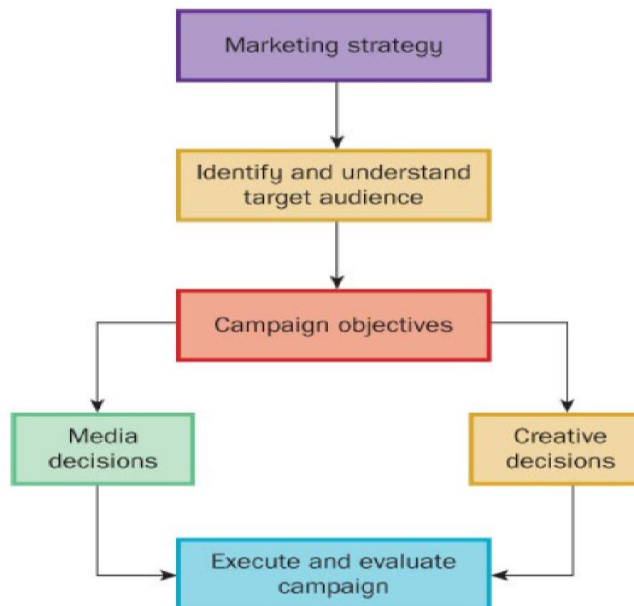 Marketing strategy
Identify and understand
target audience
Campaign objectives
Media
decisions
Creative
decisions
Execute and evaluate
campaign